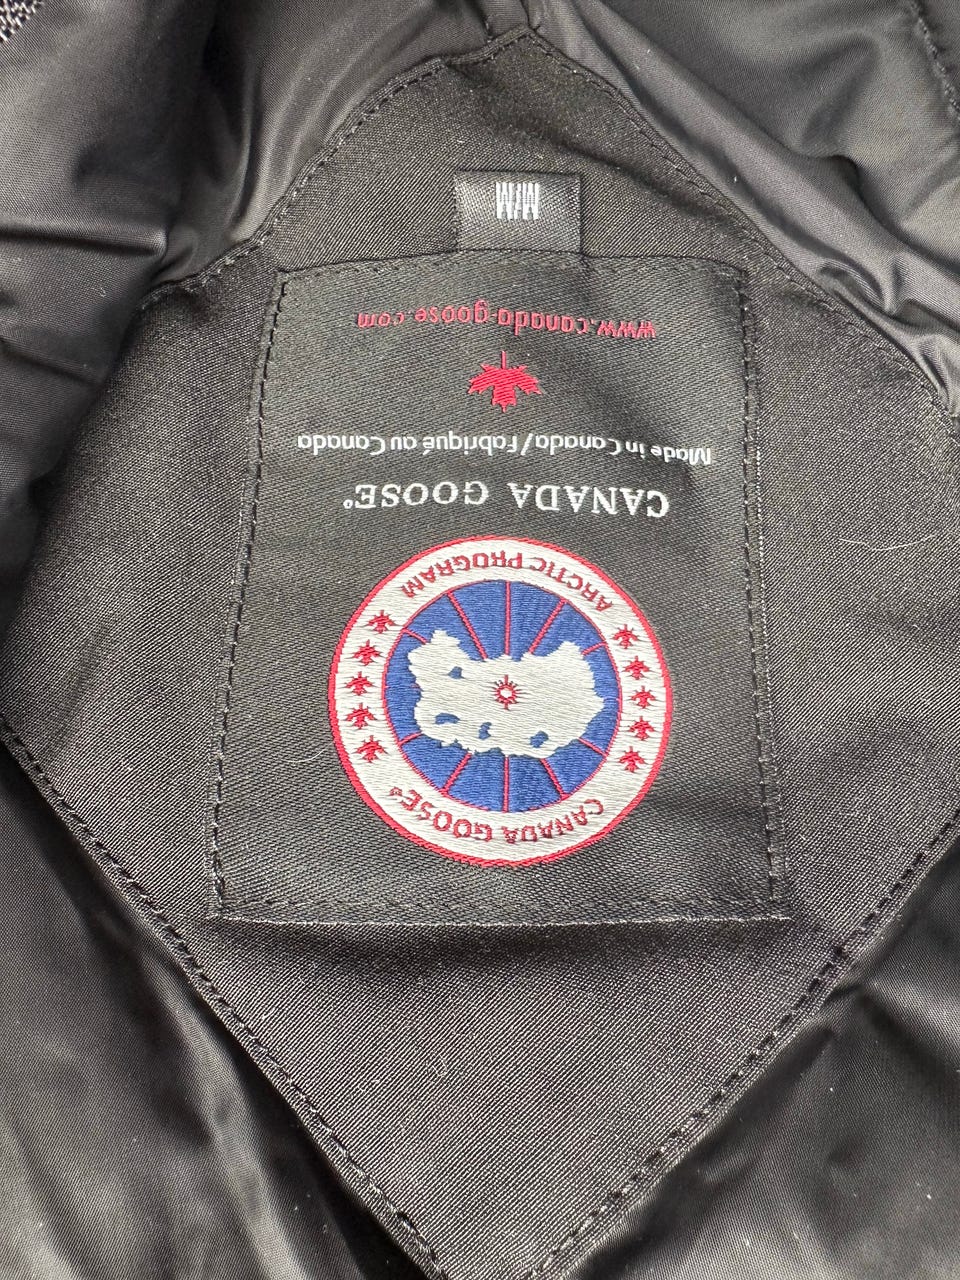 CANADA GOOSE®
ARCTIC PROGRAM
CANADA GOOSE®
Made in Canada/Fabriqué au Canada
www.canada-goose.com
M/M